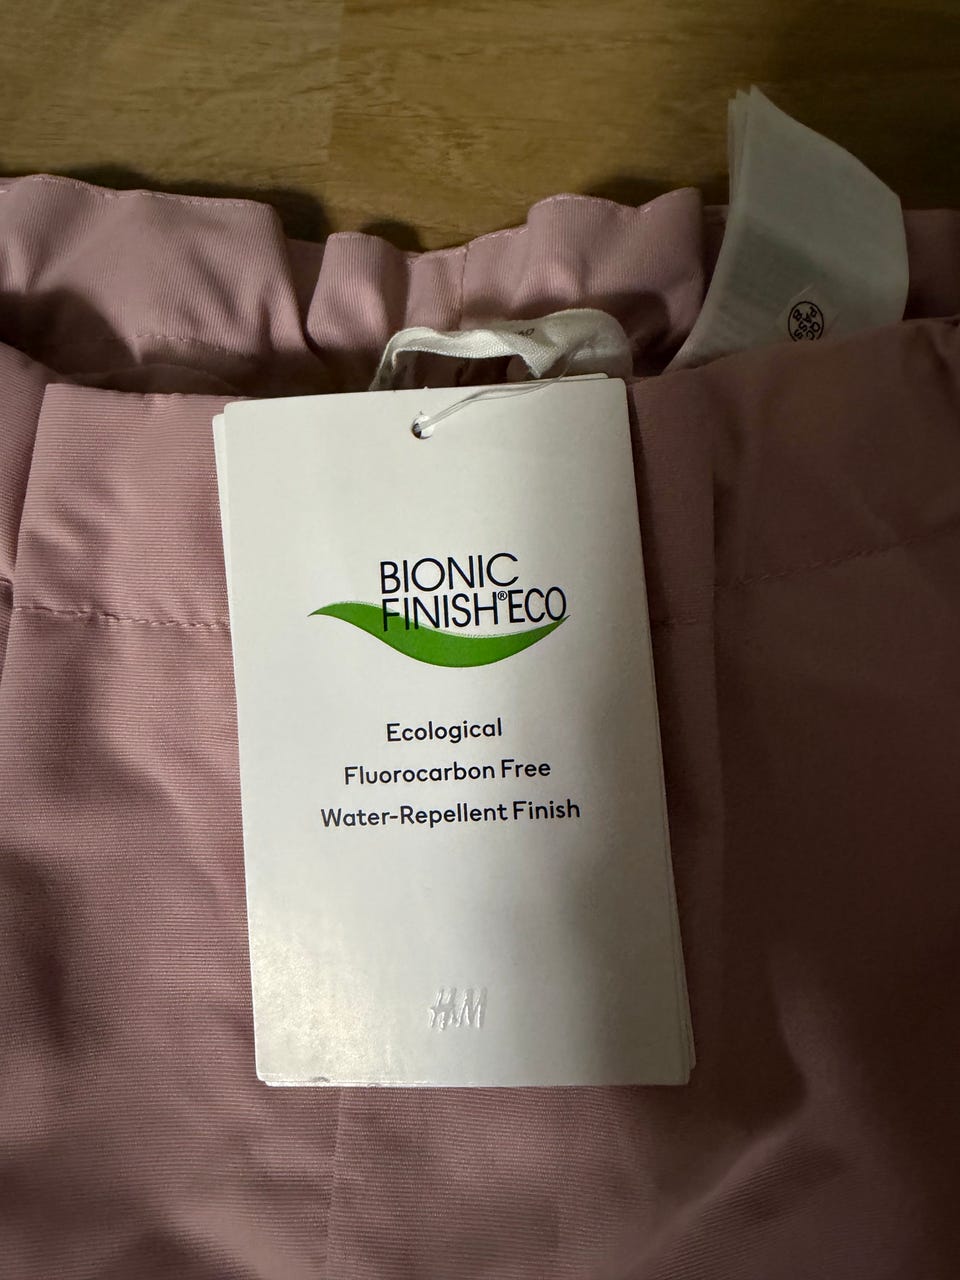 BIONIC
FINISH®ECO
Ecological
Fluorocarbon Free
Water-Repellent Finish
H&M